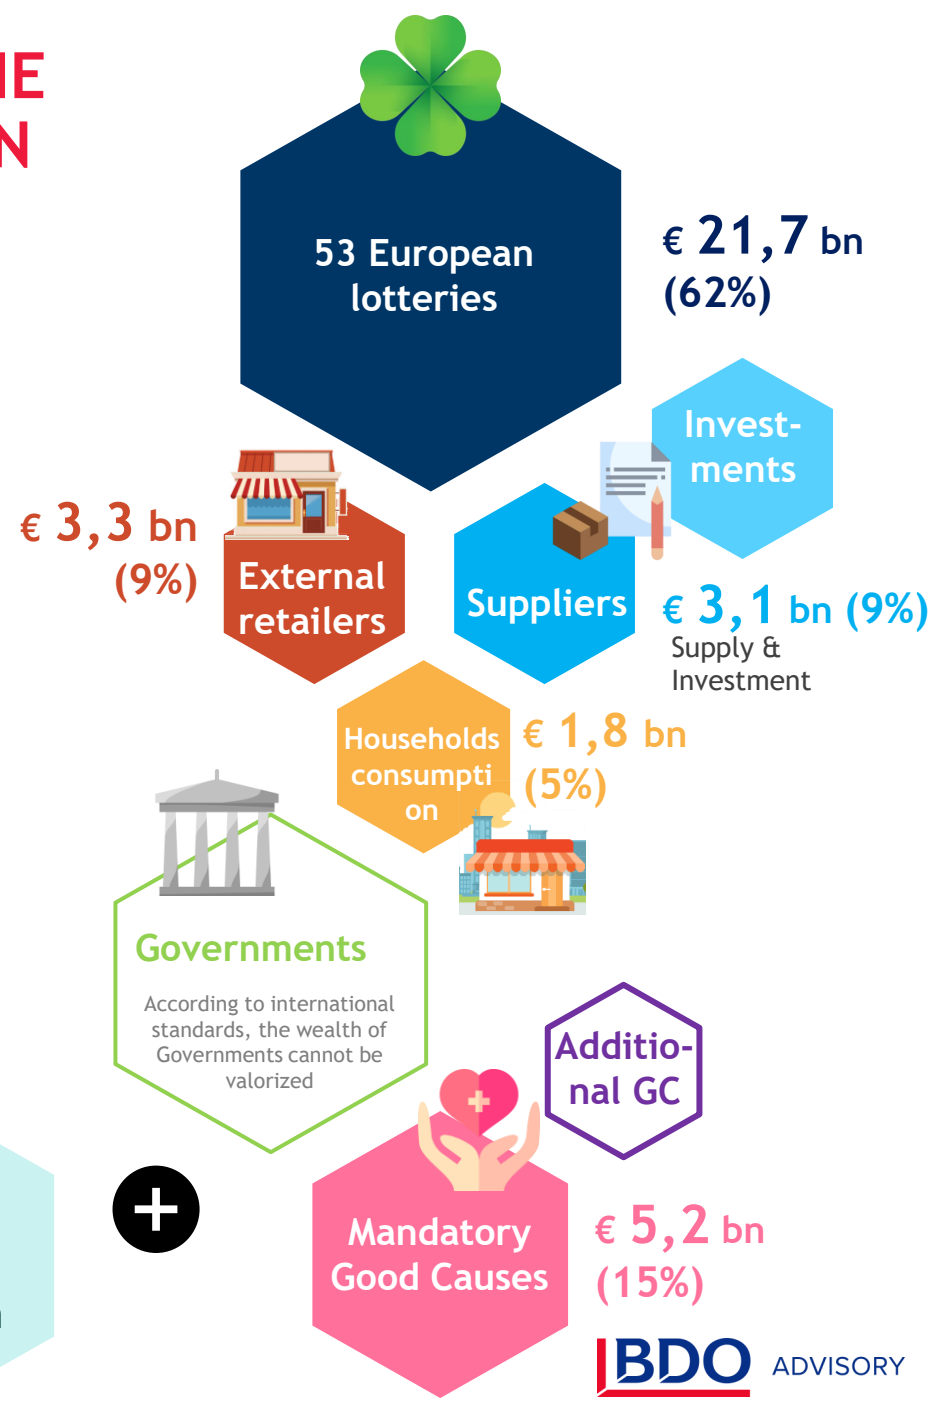 53 European
lotteries
€ 21,7 bn
(62%)
Invest-
ments
€ 3,3 bn
(9%)
External
retailers
Suppliers
€ 3,1 bn (9%)
Supply &
Investment
Households
consumpti
on
€ 1,8 bn
(5%)
Governments
According to international
standards, the wealth of
Governments cannot be
valorized
Additio-
nal GC
Mandatory
Good Causes
€ 5,2 bn
(15%)
BDO ADVISORY